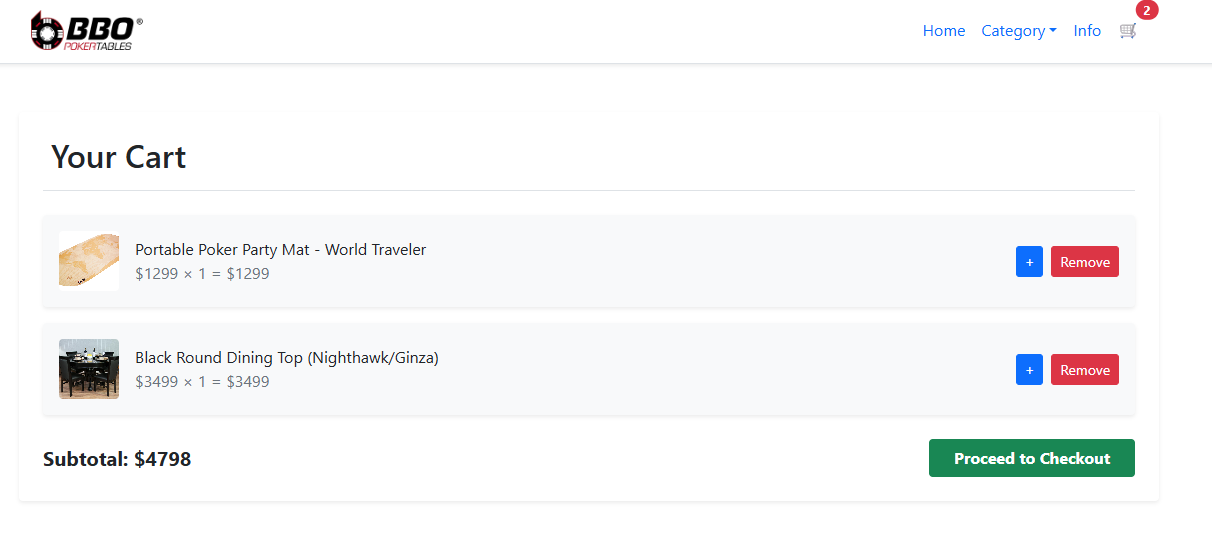 BBO®
POKERTABLES
Home Category Info 2
Your Cart
Portable Poker Party Mat - World Traveler
$1299 × 1 = $1299
+ Remove
Black Round Dining Top (Nighthawk/Ginza)
$3499 × 1 = $3499
+ Remove
Subtotal: $4798
Proceed to Checkout